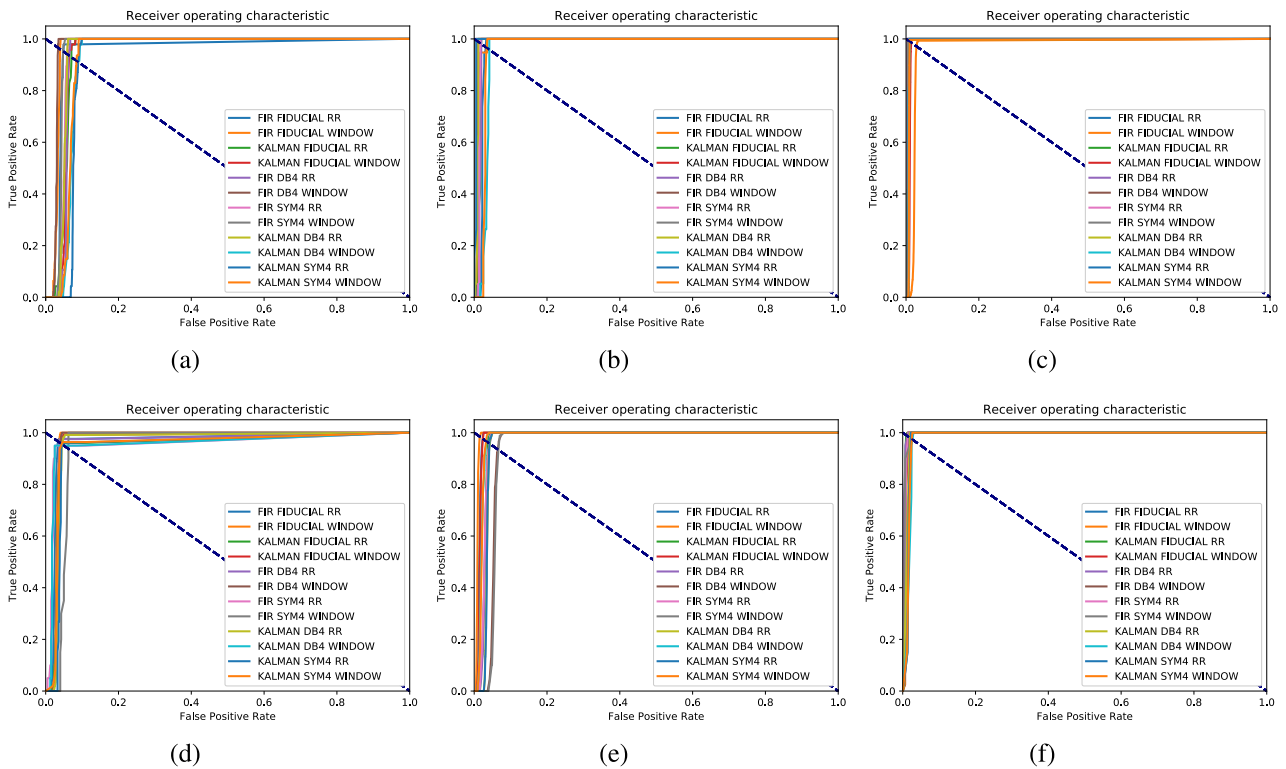 Receiver operating characteristic
True Positive Rate
1.0
0.8
0.6
0.4
0.2
0.0
FIR FIDUCIAL RR
FIR FIDUCIAL WINDOW
KALMAN FIDUCIAL RR
KALMAN FIDUCIAL WINDOW
FIR DB4 RR
FIR DB4 WINDOW
FIR SYM4 RR
FIR SYM4 WINDOW
KALMAN DB4 RR
KALMAN DB4 WINDOW
KALMAN SYM4 RR
KALMAN SYM4 WINDOW
0.0 0.2 0.4 0.6 0.8 1.0
False Positive Rate
(a)
Receiver operating characteristic
True Positive Rate
1.0
0.8
0.6
0.4
0.2
0.0
FIR FIDUCIAL RR
FIR FIDUCIAL WINDOW
KALMAN FIDUCIAL RR
KALMAN FIDUCIAL WINDOW
FIR DB4 RR
FIR DB4 WINDOW
FIR SYM4 RR
FIR SYM4 WINDOW
KALMAN DB4 RR
KALMAN DB4 WINDOW
KALMAN SYM4 RR
KALMAN SYM4 WINDOW
0.0 0.2 0.4 0.6 0.8 1.0
False Positive Rate
(b)
Receiver operating characteristic
True Positive Rate
1.0
0.8
0.6
0.4
0.2
0.0
FIR FIDUCIAL RR
FIR FIDUCIAL WINDOW
KALMAN FIDUCIAL RR
KALMAN FIDUCIAL WINDOW
FIR DB4 RR
FIR DB4 WINDOW
FIR SYM4 RR
FIR SYM4 WINDOW
KALMAN DB4 RR
KALMAN DB4 WINDOW
KALMAN SYM4 RR
KALMAN SYM4 WINDOW
0.0 0.2 0.4 0.6 0.8 1.0
False Positive Rate
(c)
Receiver operating characteristic
True Positive Rate
1.0
0.8
0.6
0.4
0.2
0.0
FIR FIDUCIAL RR
FIR FIDUCIAL WINDOW
KALMAN FIDUCIAL RR
KALMAN FIDUCIAL WINDOW
FIR DB4 RR
FIR DB4 WINDOW
FIR SYM4 RR
FIR SYM4 WINDOW
KALMAN DB4 RR
KALMAN DB4 WINDOW
KALMAN SYM4 RR
KALMAN SYM4 WINDOW
0.0 0.2 0.4 0.6 0.8 1.0
False Positive Rate
(d)
Receiver operating characteristic
True Positive Rate
1.0
0.8
0.6
0.4
0.2
0.0
FIR FIDUCIAL RR
FIR FIDUCIAL WINDOW
KALMAN FIDUCIAL RR
KALMAN FIDUCIAL WINDOW
FIR DB4 RR
FIR DB4 WINDOW
FIR SYM4 RR
FIR SYM4 WINDOW
KALMAN DB4 RR
KALMAN DB4 WINDOW
KALMAN SYM4 RR
KALMAN SYM4 WINDOW
0.0 0.2 0.4 0.6 0.8 1.0
False Positive Rate
(e)
Receiver operating characteristic
True Positive Rate
1.0
0.8
0.6
0.4
0.2
0.0
FIR FIDUCIAL RR
FIR FIDUCIAL WINDOW
KALMAN FIDUCIAL RR
KALMAN FIDUCIAL WINDOW
FIR DB4 RR
FIR DB4 WINDOW
FIR SYM4 RR
FIR SYM4 WINDOW
KALMAN DB4 RR
KALMAN DB4 WINDOW
KALMAN SYM4 RR
KALMAN SYM4 WINDOW
0.0 0.2 0.4 0.6 0.8 1.0
False Positive Rate
(f)